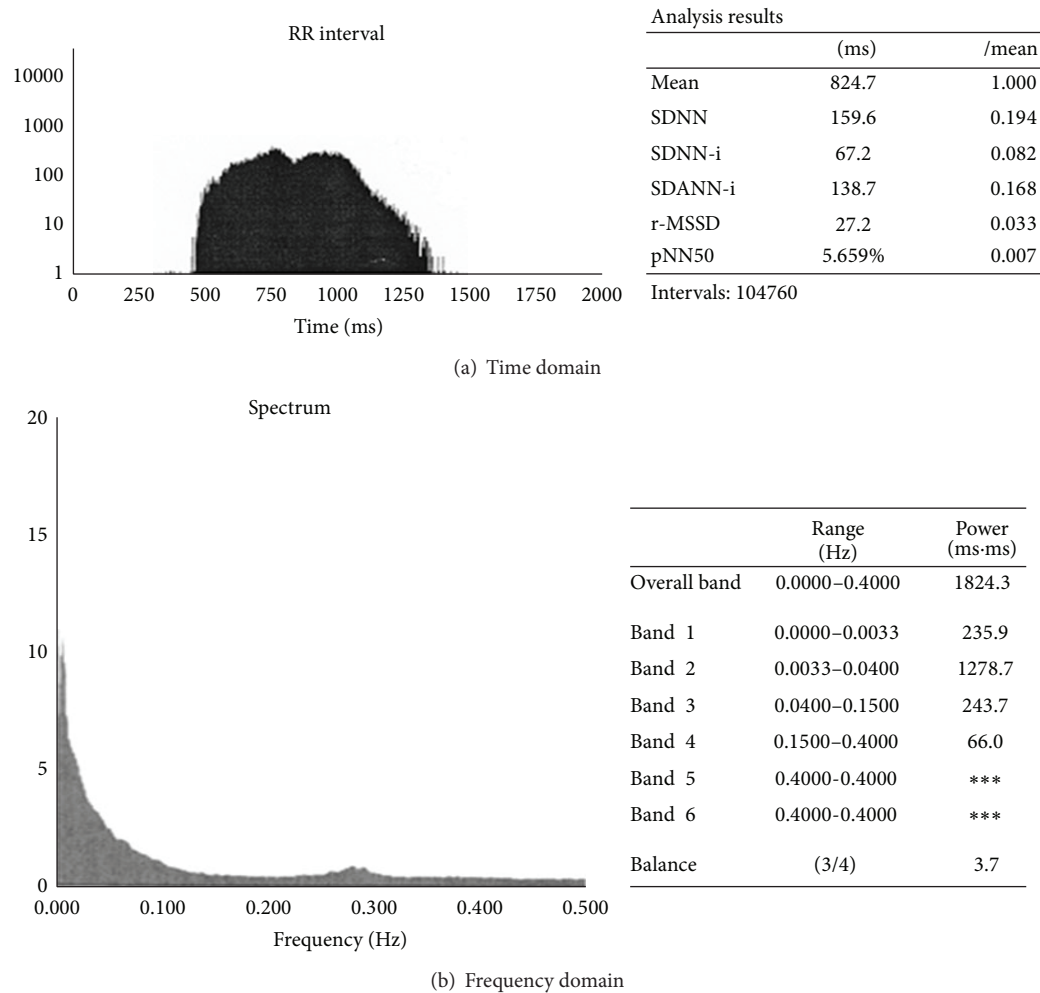 RR interval
10000
1000
100
10
1
0 250 500 750 1000 1250 1500 2000
Time (ms)
Analysis results
(ms) /mean
Mean 824.7 1.000
SDNN 159.6 0.194
SDNN-i 67.2 0.082
SDANN-i 138.7 0.168
r-MSSD 27.2 0.033
pNN50 5.659% 0.007
Intervals: 104760
(a) Time domain
Spectrum
20
15
10
5
0
0.000 0.100 0.200 0.300 0.400 0.500
Frequency (Hz)
Range Power
(Hz) (ms·ms)
Overall band 0.0000–0.4000 1824.3
Band 1 0.0000–0.0033 235.9
Band 2 0.0033–0.0400 1278.7
Band 3 0.0400–0.1500 243.7
Band 4 0.1500–0.4000 66.0
Band 5 0.4000-0.4000 ***
Band 6 0.4000-0.4000 ***
Balance (3/4) 3.7
(b) Frequency domain